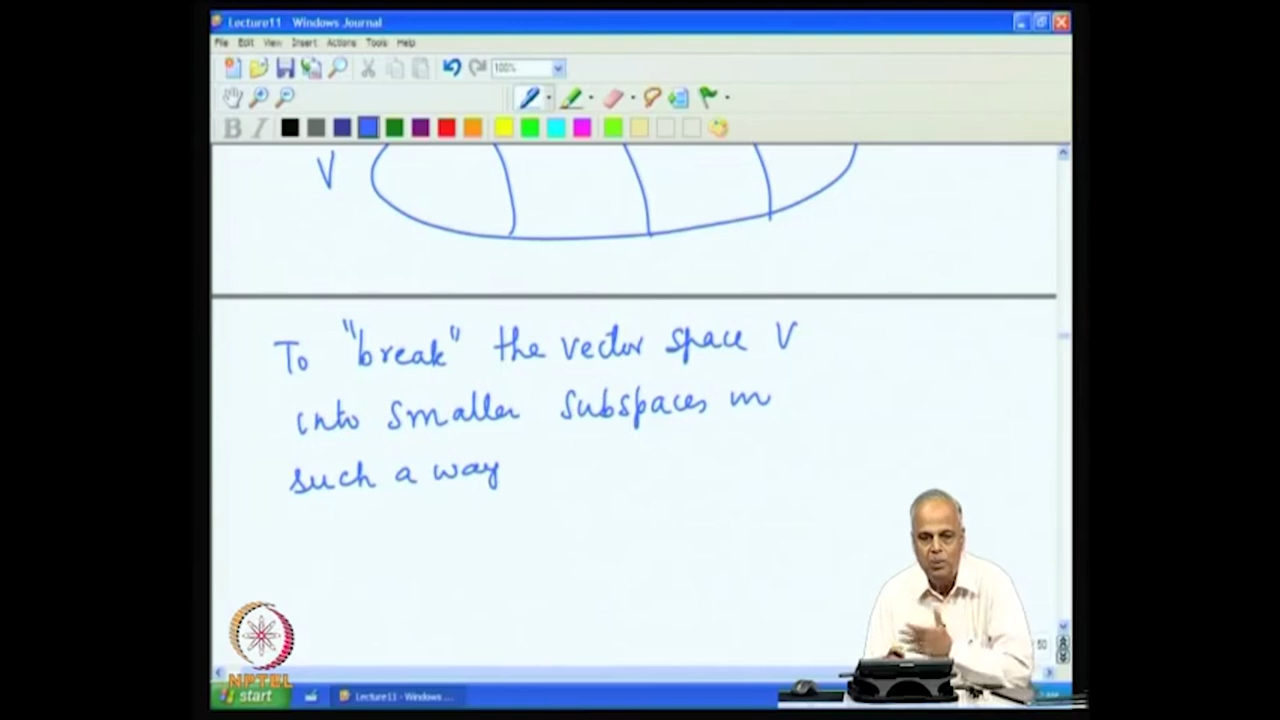 Lecture11 - Windows Journal
File Edit View Insert Actions Tools Help
100%
B I
V
To "break" the vector space V
into smaller subspaces in
such a way
50
NPTEL
start
Lecture11 - Windows ...